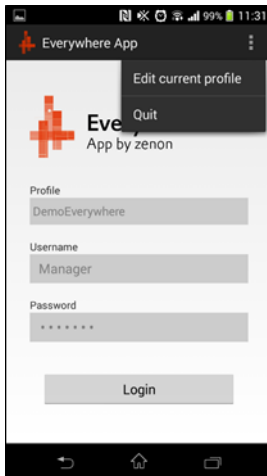 99% 11:31
Everywhere App
Edit current profile
Quit
Eve
App by zenon
Profile
DemoEverywhere
Username
Manager
Password
•••••••
Login